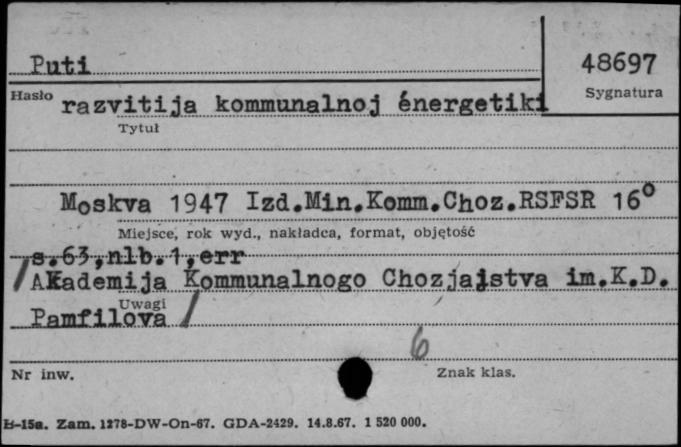 Puti
48697
Hasło
Sygnatura
razvitija kommunalnoj énergetiki
Tytuł
Moskva 1947 Izd.Min.Komm.Choz.RSFSR 16°
Miejsce, rok wyd., nakładca, format, objętość
s.63,nlb.1,err
/Akademija Kommunalnogo Chozjajstva im.K.D.
Uwagi
Pamfilova /
6
Nr inw.
Znak klas.
B-15a. Zam. 1278-DW-On-67. GDA-2429. 14.8.67. 1 520 000.